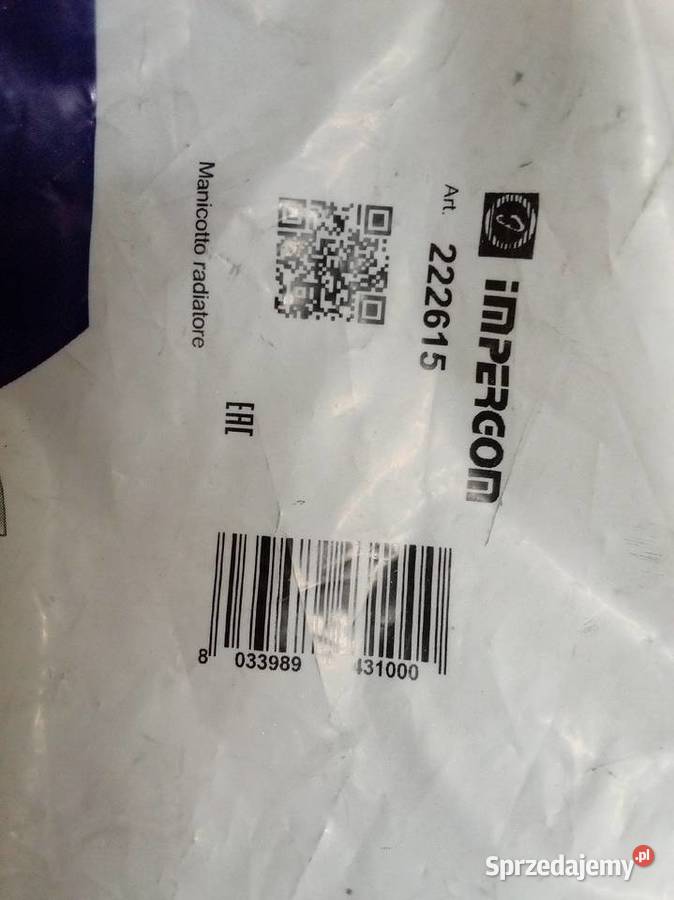 IMPERGOM
Art. 222615
Manicotto radiatore
EAC
8 033989 431000
Sprzedajemy.pl